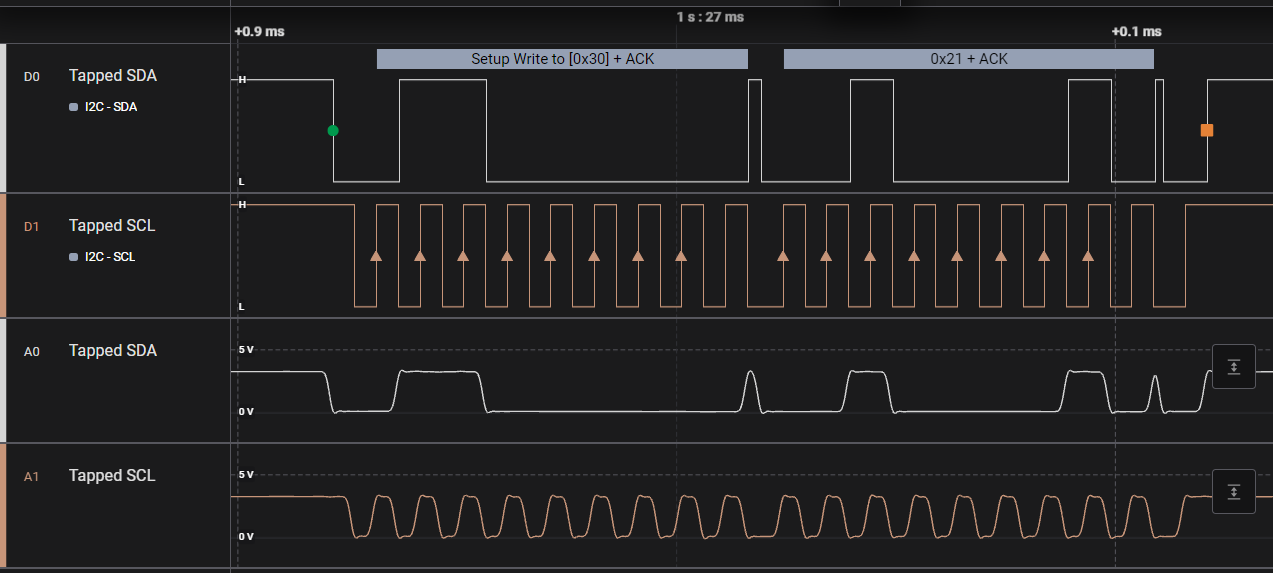 1 s : 27 ms
+0.9 ms
+0.1 ms
Setup Write to [0x30] + ACK
0x21 + ACK
D0
Tapped SDA
I2C - SDA
H
L
D1
Tapped SCL
I2C - SCL
H
L
A0
Tapped SDA
5 V
0 V
A1
Tapped SCL
5 V
0 V